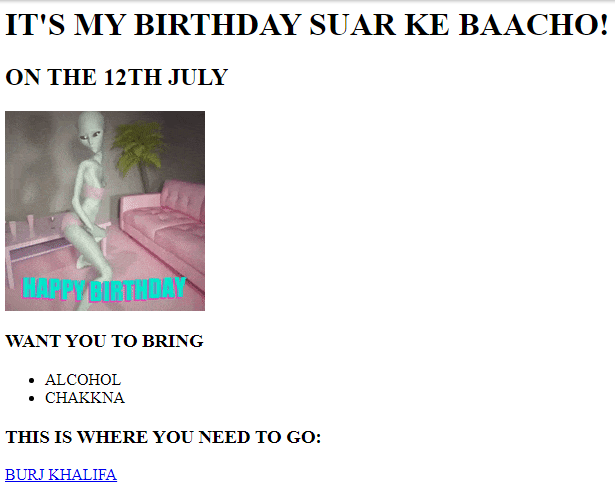 IT'S MY BIRTHDAY SUAR KE BAACHO!
ON THE 12TH JULY
HAPPY BIRTHDAY
WANT YOU TO BRING
ALCOHOL
CHAKKNA
THIS IS WHERE YOU NEED TO GO:
BURJ KHALIFA